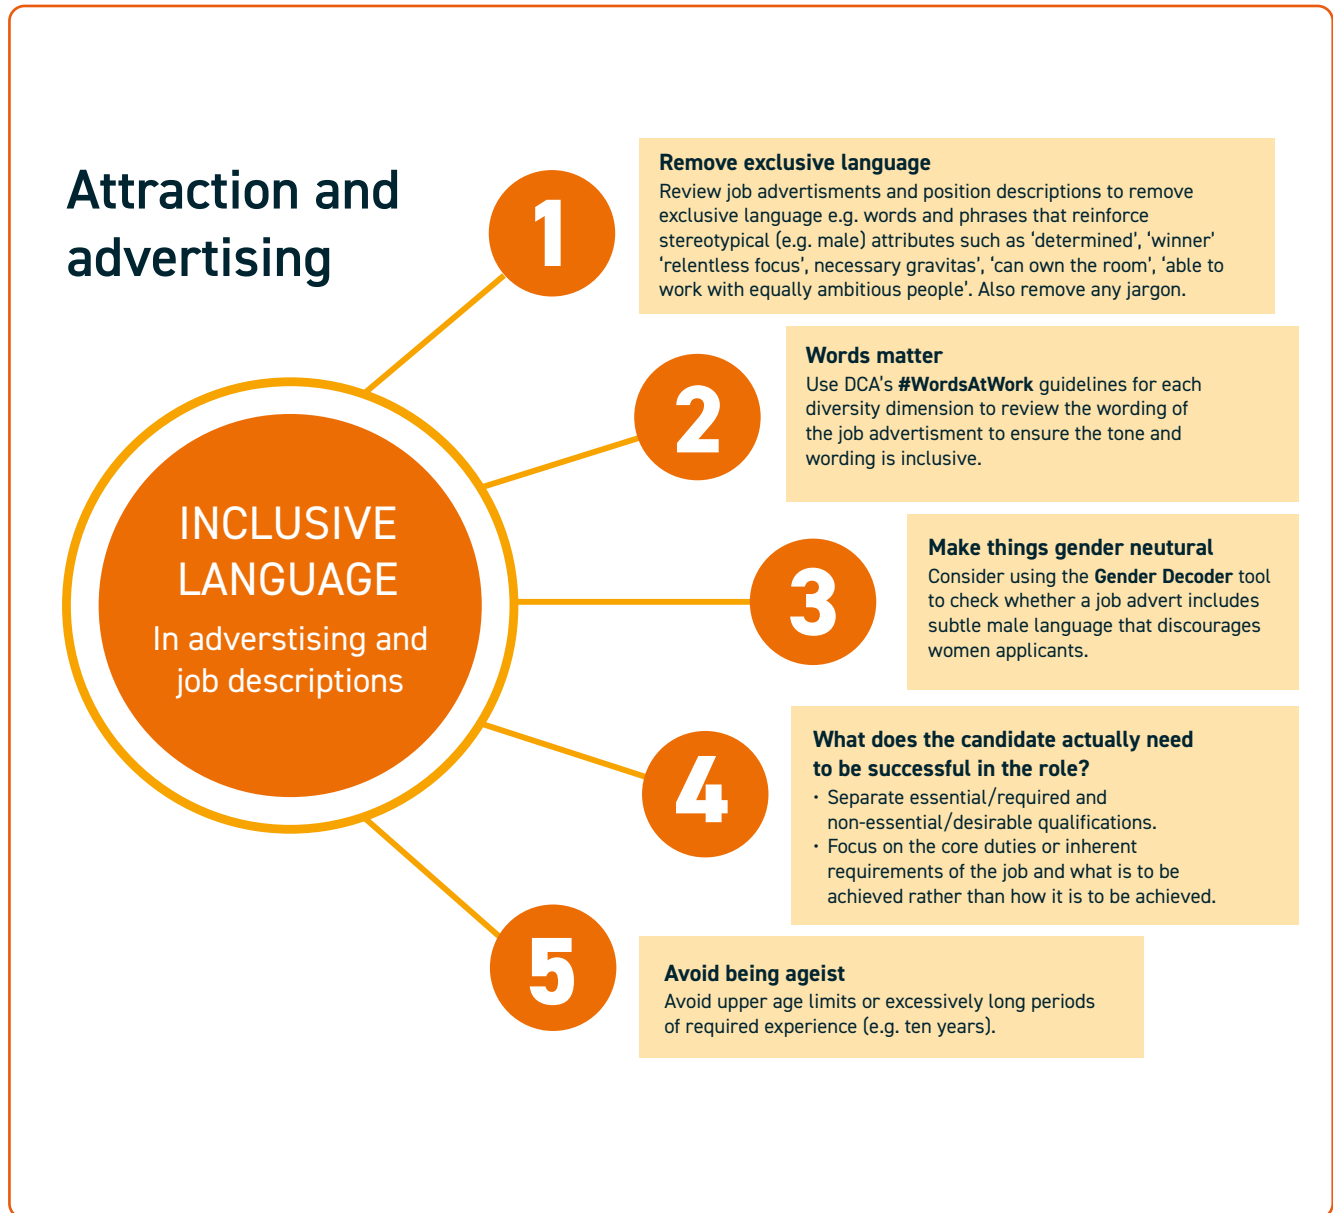 Attraction and
advertising
INCLUSIVE
LANGUAGE
In adverstising and
job descriptions
1
Remove exclusive language
Review job advertisments and position descriptions to remove
exclusive language e.g. words and phrases that reinforce
stereotypical (e.g. male) attributes such as ‘determined’, ‘winner’
‘relentless focus’, necessary gravitas’, ‘can own the room’, ‘able to
work with equally ambitious people’. Also remove any jargon.
2
Words matter
Use DCA’s #WordsAtWork guidelines for each
diversity dimension to review the wording of
the job advertisment to ensure the tone and
wording is inclusive.
3
Make things gender neutural
Consider using the Gender Decoder tool
to check whether a job advert includes
subtle male language that discourages
women applicants.
4
What does the candidate actually need
to be successful in the role?
• Separate essential/required and
non-essential/desirable qualifications.
• Focus on the core duties or inherent
requirements of the job and what is to be
achieved rather than how it is to be achieved.
5
Avoid being ageist
Avoid upper age limits or excessively long periods
of required experience (e.g. ten years).